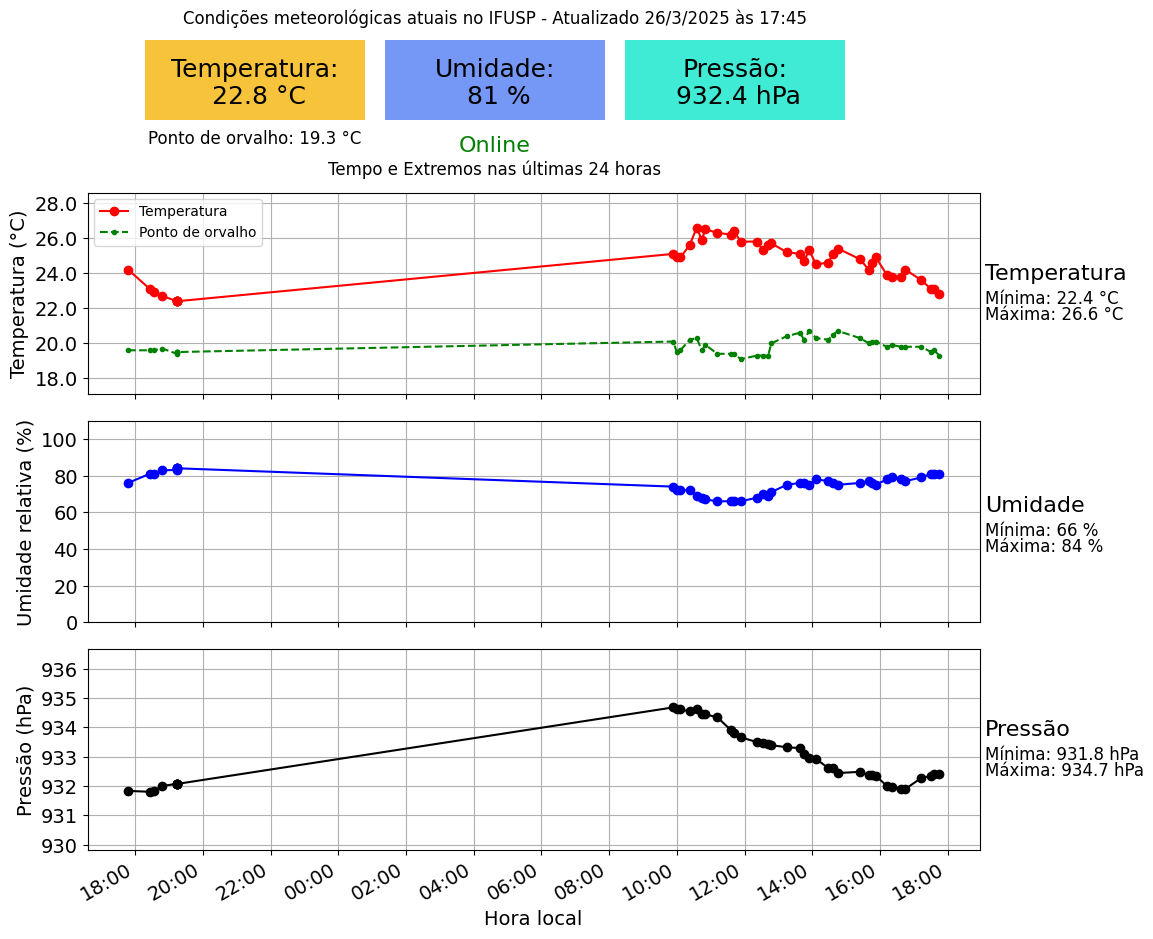 Condições meteorológicas atuais no IFUSP - Atualizado 26/3/2025 às 17:45
Temperatura:
22.8 °C
Umidade:
81 %
Pressão:
932.4 hPa
Ponto de orvalho: 19.3 °C
Online
Tempo e Extremos nas últimas 24 horas
Temperatura (°C)
28.0
26.0
24.0
22.0
20.0
18.0
Temperatura
Ponto de orvalho
Temperatura
Mínima: 22.4 °C
Máxima: 26.6 °C
Umidade relativa (%)
100
80
60
40
20
0
Umidade
Mínima: 66 %
Máxima: 84 %
Pressão (hPa)
936
935
934
933
932
931
930
Pressão
Mínima: 931.8 hPa
Máxima: 934.7 hPa
18:00 20:00 22:00 00:00 02:00 04:00 06:00 08:00 10:00 12:00 14:00 16:00 18:00
Hora local